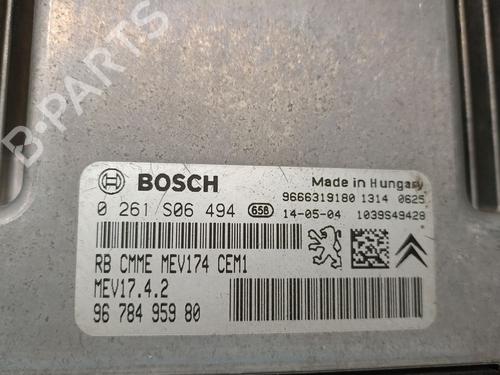 B-PARTS
BOSCH
Made in Hungary
0 261 S06 494 65B
9666319180 1314 0625
14-05-04 1039S49428
RB CMME MEV174 CEM1
MEV17.4.2
96 784 959 80